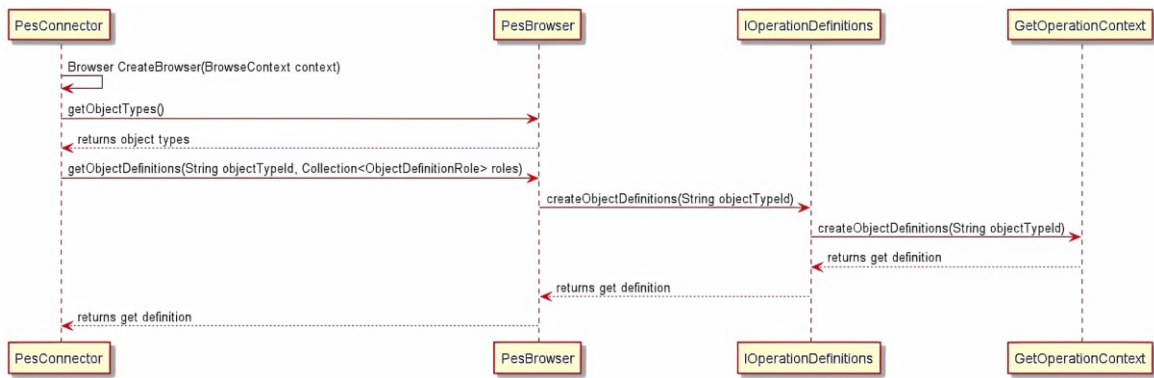 PesConnector PesBrowser IOperationDefinitions GetOperationContext
Browser CreateBrowser(BrowseContext context)
getObjectTypes()
returns object types
getObjectDefinitions(String objectTypeId, Collection<ObjectDefinitionRole> roles)
createObjectDefinitions(String objectTypeId)
createObjectDefinitions(String objectTypeId)
returns get definition
returns get definition
returns get definition
PesConnector PesBrowser IOperationDefinitions GetOperationContext